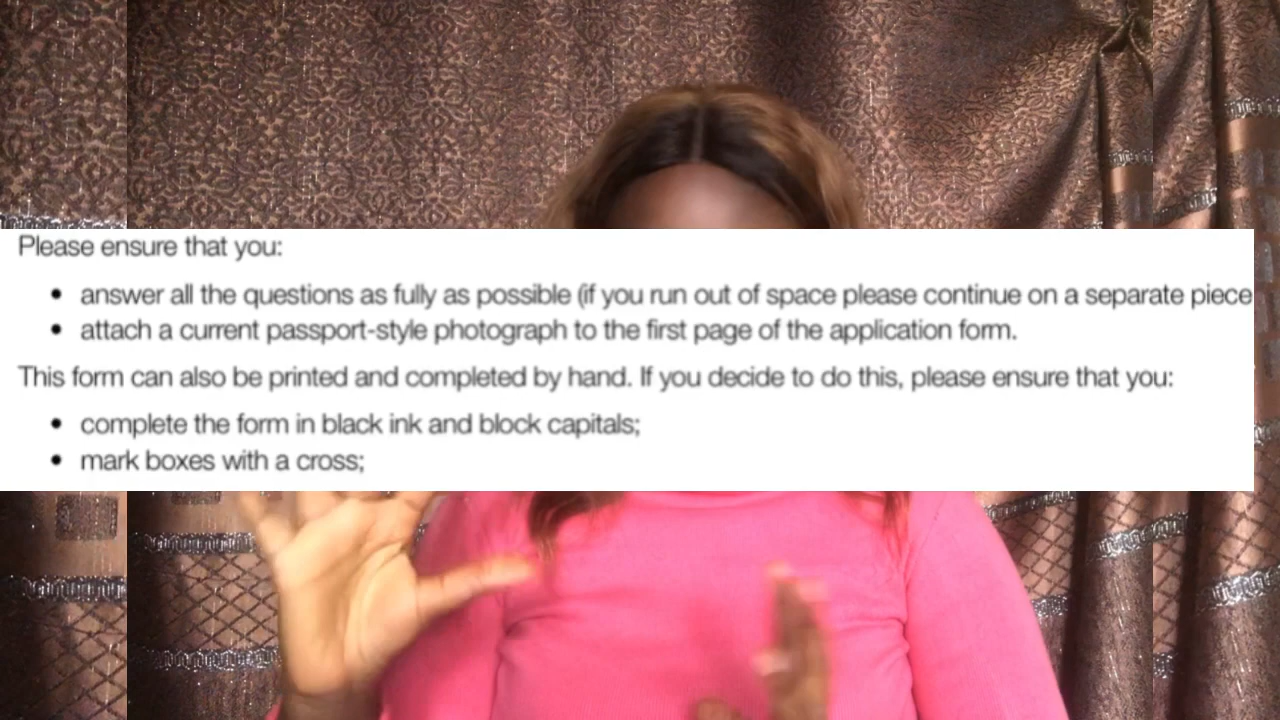 Please ensure that you:
• answer all the questions as fully as possible (if you run out of space please continue on a separate piece
• attach a current passport-style photograph to the first page of the application form.
This form can also be printed and completed by hand. If you decide to do this, please ensure that you:
• complete the form in black ink and block capitals;
• mark boxes with a cross;